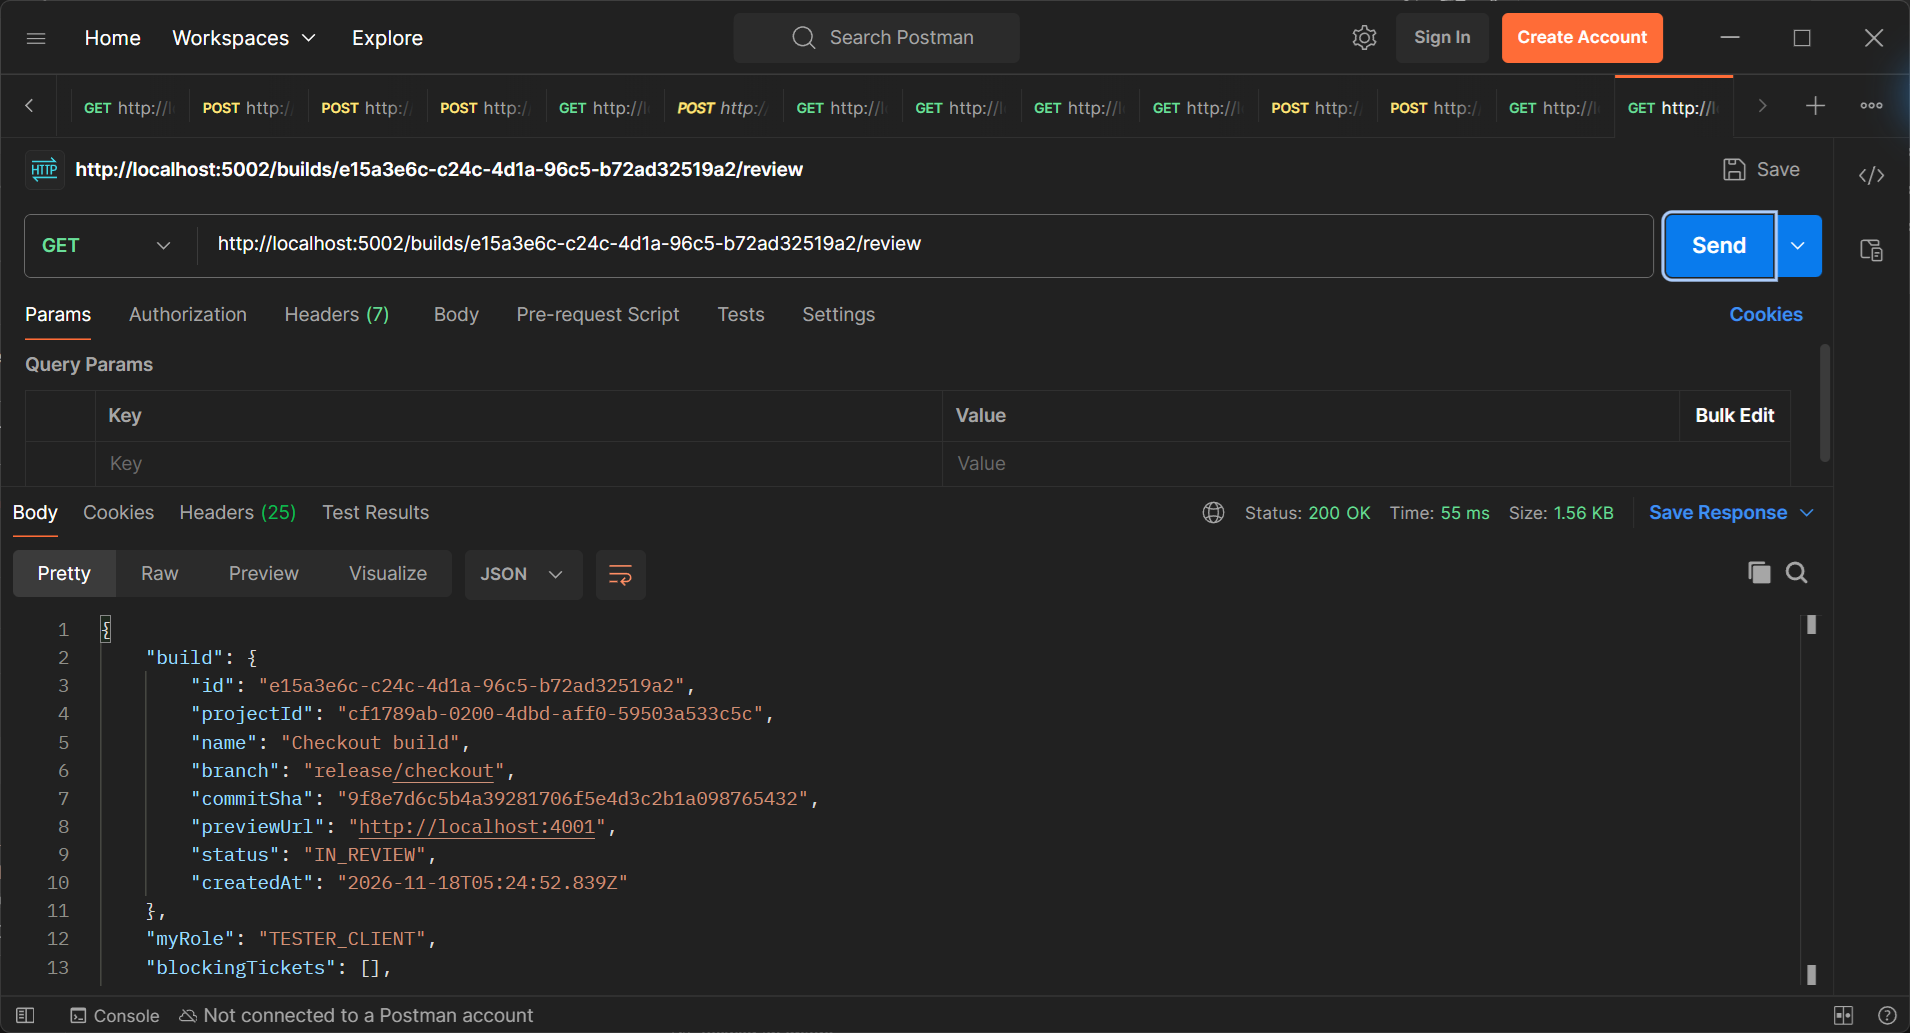 Home
Workspaces
Explore
Search Postman
Sign In
Create Account
GET http://l
POST http:/
POST http:/
POST http:
GET http://l
POST http:/
GET http://l
GET http://l
GET http://l
GET http://l
POST http:/
POST http:/
GET http://l
GET http://l
HTTP
http://localhost:5002/builds/e15a3e6c-c24c-4d1a-96c5-b72ad32519a2/review
Save
GET
http://localhost:5002/builds/e15a3e6c-c24c-4d1a-96c5-b72ad32519a2/review
Send
Params
Authorization
Headers (7)
Body
Pre-request Script
Tests
Settings
Cookies
Query Params
Key
Value
Bulk Edit
Key
Value
Body
Cookies
Headers (25)
Test Results
Status: 200 OK
Time: 55 ms
Size: 1.56 KB
Save Response
Pretty
Raw
Preview
Visualize
JSON
1 {
2 "build": {
3 "id": "e15a3e6c-c24c-4d1a-96c5-b72ad32519a2",
4 "projectId": "cf1789ab-0200-4dbd-aff0-59503a533c5c",
5 "name": "Checkout build",
6 "branch": "release/checkout",
7 "commitSha": "9f8e7d6c5b4a39281706f5e4d3c2b1a098765432",
8 "previewUrl": "http://localhost:4001",
9 "status": "IN_REVIEW",
10 "createdAt": "2026-11-18T05:24:52.839Z"
11 },
12 "myRole": "TESTER_CLIENT",
13 "blockingTickets": [],
Console
Not connected to a Postman account